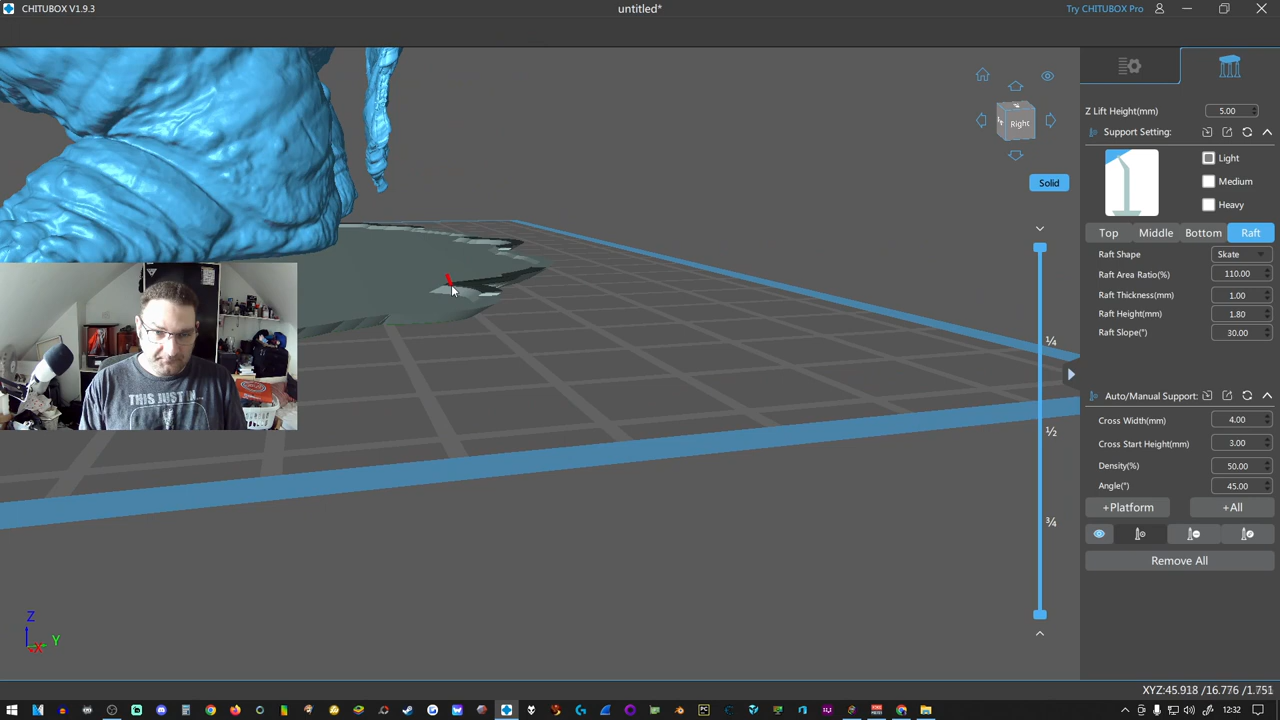 CHITUBOX V1.9.3
untitled*
Try CHITUBOX Pro
Right
Solid
¼
½
¾
Z
Y
X
Z Lift Height(mm) 5.00
Support Setting:
Light
Medium
Heavy
Top Middle Bottom Raft
Raft Shape Skate
Raft Area Ratio(%) 110.00
Raft Thickness(mm) 1.00
Raft Height(mm) 1.80
Raft Slope(°) 30.00
Auto/Manual Support:
Cross Width(mm) 4.00
Cross Start Height(mm) 3.00
Density(%) 50.00
Angle(°) 45.00
+Platform +All
Remove All
THIS JUST IN..
XYZ:45.918 /16.776 /1.751
12:32